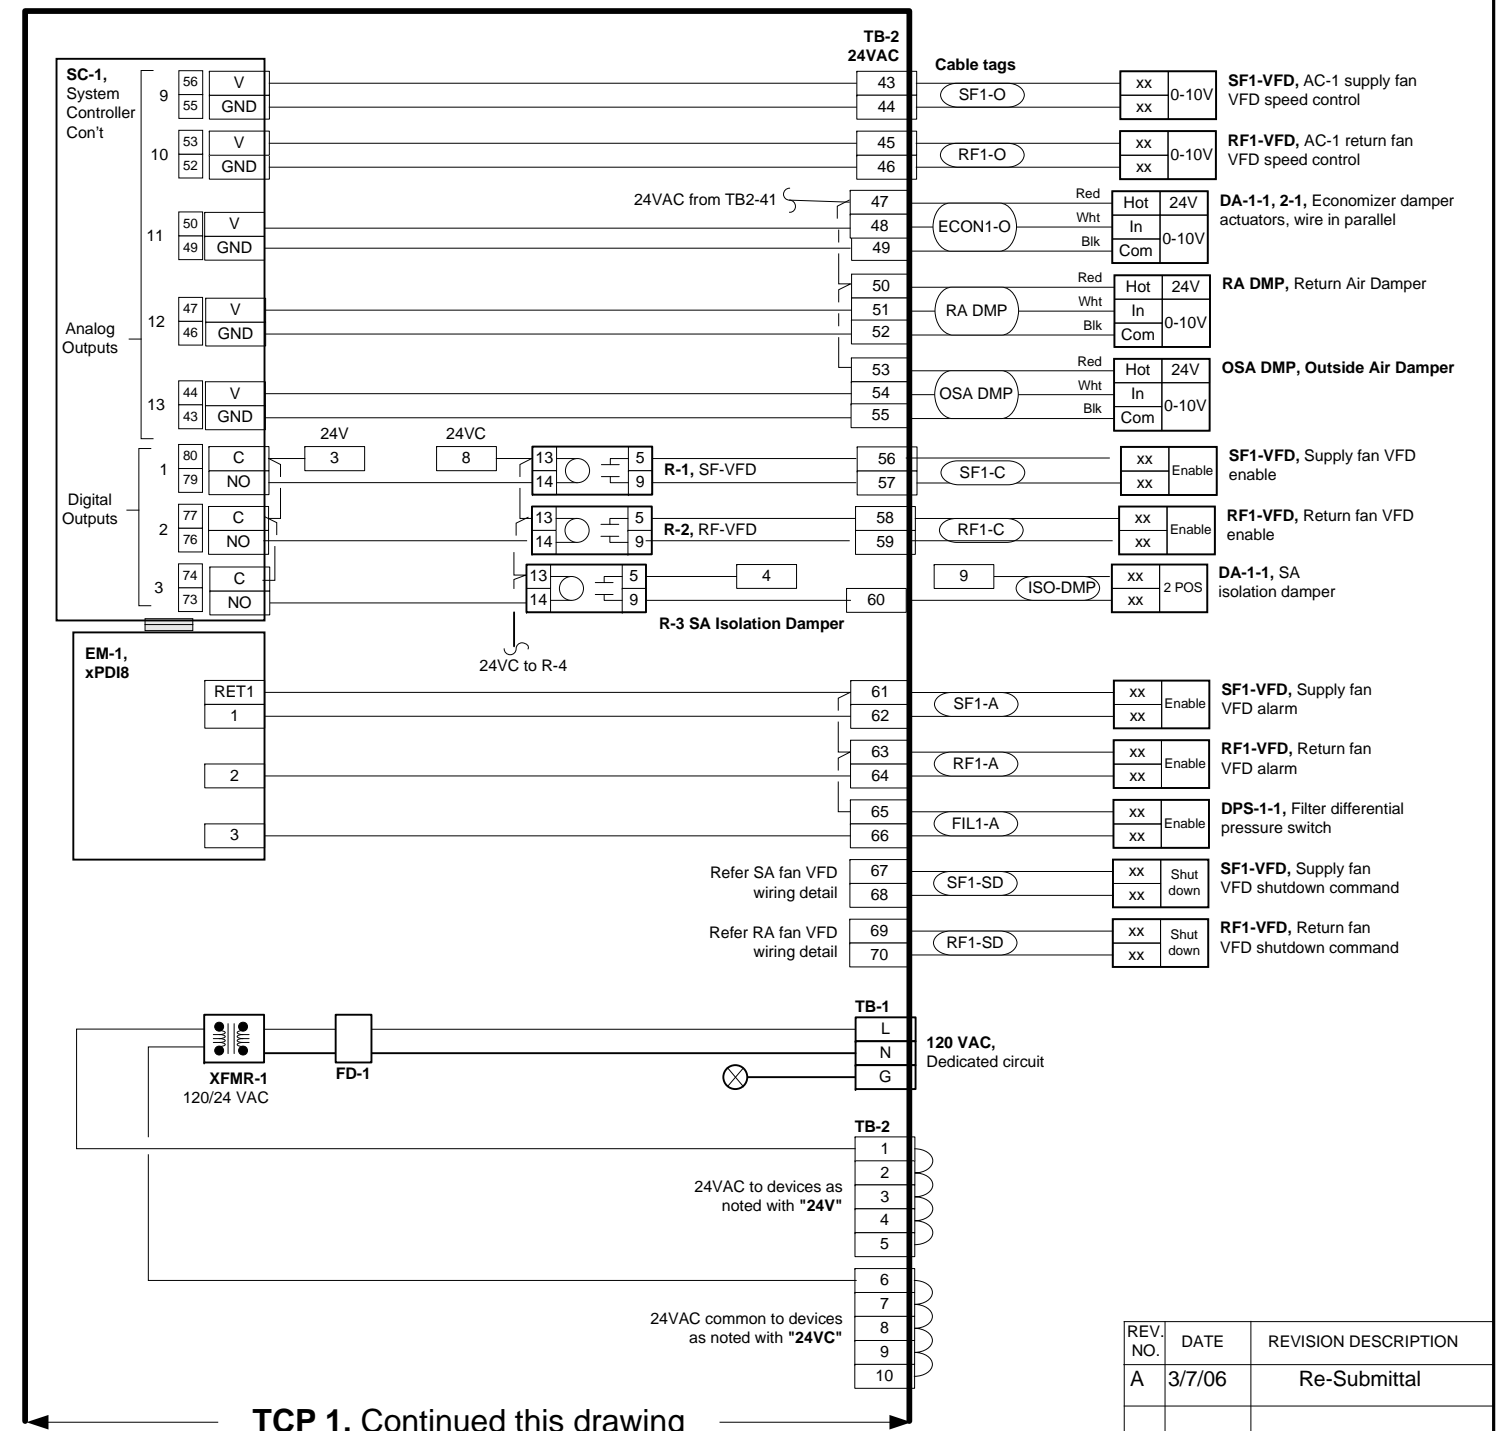 TB-2
24VAC
Cable tags
SC-1,
System
Controller
Con't
9
56 V
55 GND
43
44
SF1-O
xx
xx
0-10V
SF1-VFD, AC-1 supply fan
VFD speed control
10
53 V
52 GND
45
46
RF1-O
xx
xx
0-10V
RF1-VFD, AC-1 return fan
VFD speed control
24VAC from TB2-41
11
50 V
49 GND
47
48
49
ECON1-O
Red
Wht
Blk
Hot 24V
In
Com
0-10V
DA-1-1, 2-1, Economizer damper
actuators, wire in parallel
Analog
Outputs
12
47 V
46 GND
50
51
52
RA DMP
Red
Wht
Blk
Hot 24V
In
Com
0-10V
RA DMP, Return Air Damper
13
44 V
43 GND
53
54
55
OSA DMP
Red
Wht
Blk
Hot 24V
In
Com
0-10V
OSA DMP, Outside Air Damper
Digital
Outputs
1
80 C
79 NO
24V
3
24VC
8
13 5
14 9
R-1, SF-VFD
56
57
SF1-C
xx
xx
Enable
SF1-VFD, Supply fan VFD
enable
2
77 C
76 NO
13 5
14 9
R-2, RF-VFD
58
59
RF1-C
xx
xx
Enable
RF1-VFD, Return fan VFD
enable
3
74 C
73 NO
13 5
14 9
4
60
9
ISO-DMP
xx
xx
2 POS
DA-1-1, SA
isolation damper
R-3 SA Isolation Damper
24VC to R-4
EM-1,
xPDI8
RET1
1
61
62
SF1-A
xx
xx
Enable
SF1-VFD, Supply fan
VFD alarm
2
63
64
RF1-A
xx
xx
Enable
RF1-VFD, Return fan
VFD alarm
3
65
66
FIL1-A
xx
xx
Enable
DPS-1-1, Filter differential
pressure switch
Refer SA fan VFD
wiring detail
67
68
SF1-SD
xx
xx
Shut
down
SF1-VFD, Supply fan
VFD shutdown command
Refer RA fan VFD
wiring detail
69
70
RF1-SD
xx
xx
Shut
down
RF1-VFD, Return fan
VFD shutdown command
TB-1
L
N
G
120 VAC,
Dedicated circuit
XFMR-1
120/24 VAC
FD-1
TB-2
1
2
3
4
5
24VAC to devices as
noted with "24V"
6
7
8
9
10
24VAC common to devices
as noted with "24VC"
REV.
NO.
DATE
REVISION DESCRIPTION
A 3/7/06 Re-Submittal
TCP 1. Continued this drawing